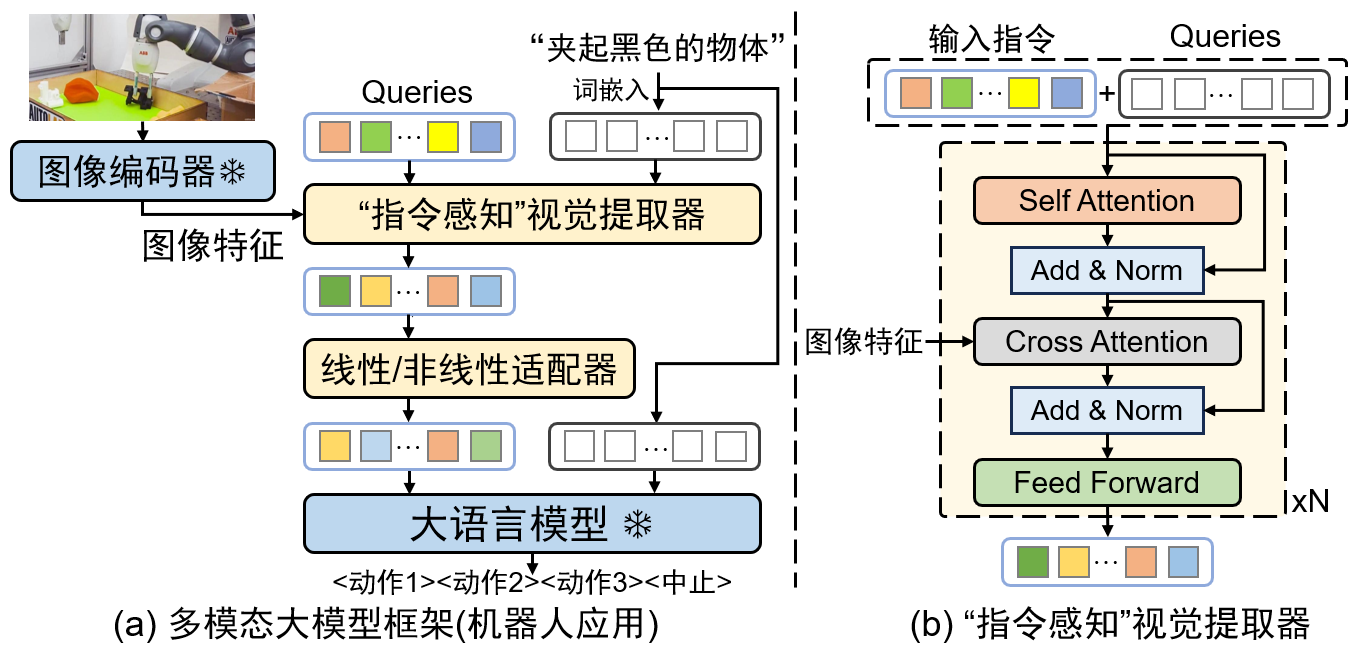 “夹起黑色的物体”
Queries
词嵌入
...
...
图像编码器
“指令感知”视觉提取器
图像特征
...
线性/非线性适配器
...
...
大语言模型
<动作1><动作2><动作3><中止>
(a) 多模态大模型框架(机器人应用)
输入指令
Queries
...
+
...
Self Attention
Add & Norm
图像特征
Cross Attention
Add & Norm
Feed Forward
xN
...
(b) “指令感知”视觉提取器
ABB